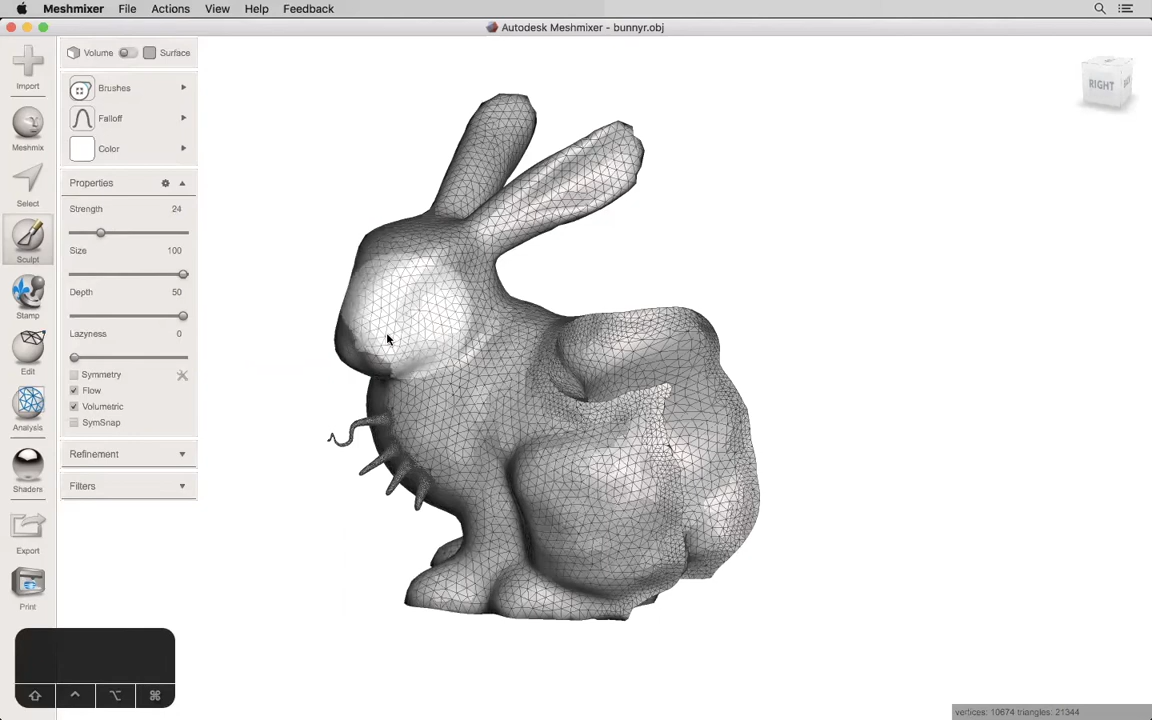 Meshmixer File Actions View Help Feedback
Autodesk Meshmixer - bunnyr.obj
Import
Meshmix
Select
Sculpt
Stamp
Edit
Analysis
Shaders
Export
Print
Volume Surface
Brushes
Falloff
Color
Properties
Strength 24
Size 100
Depth 50
Lazyness 0
Symmetry
Flow
Volumetric
SymSnap
Refinement
Filters
RIGHT
vertices: 10674 triangles: 21344